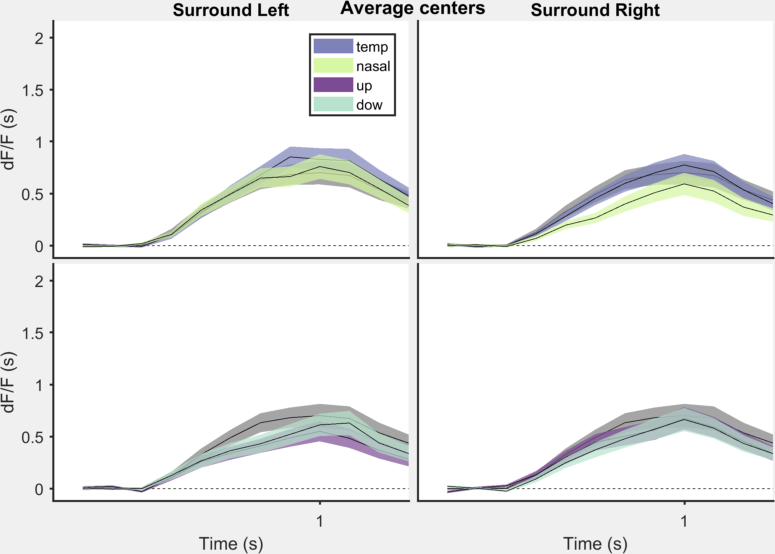 Average centers
Surround Left
Surround Right
temp
nasal
up
dow
dF/F (s)
2
1.5
1
0.5
0
dF/F (s)
2
1.5
1
0.5
0
1
1
Time (s)
Time (s)